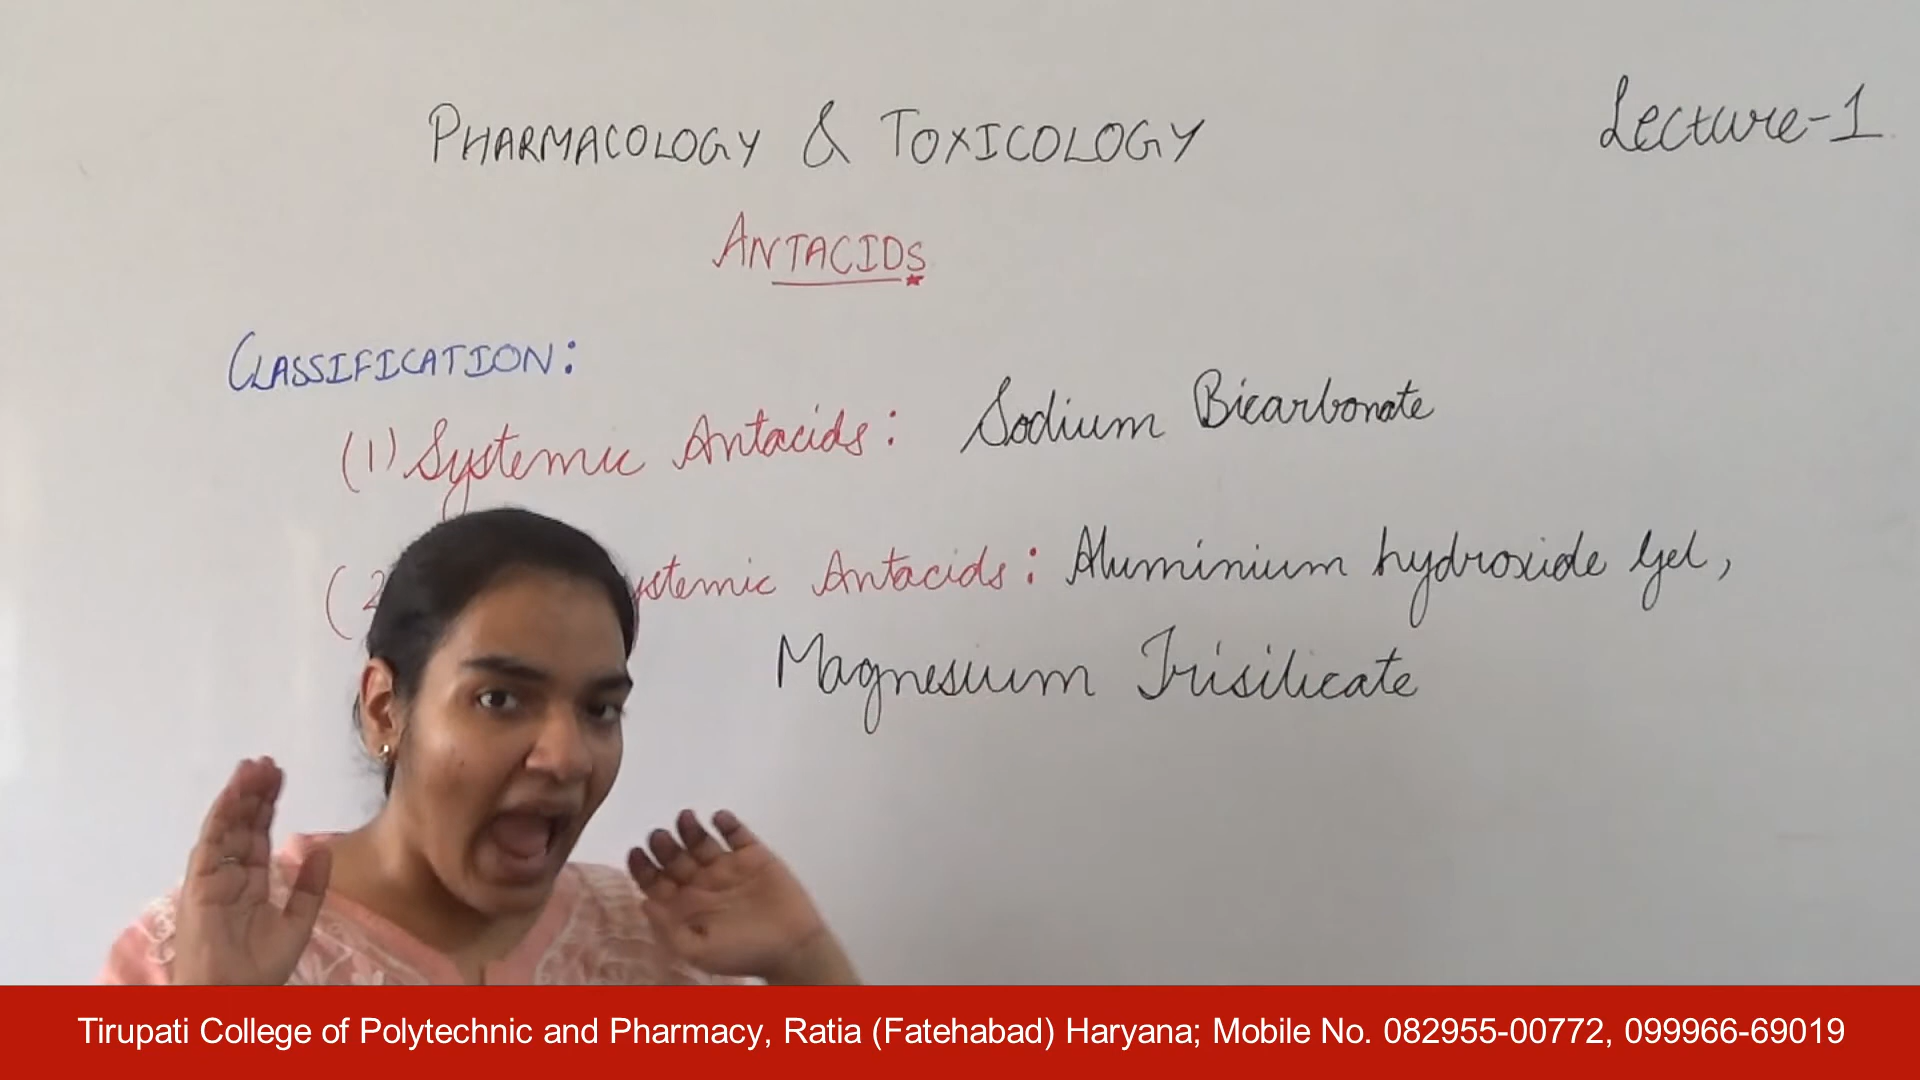 PHARMACOLOGY & TOXICOLOGY
Lecture-1
ANTACIDS
CLASSIFICATION:
(1) Systemic Antacids: Sodium Bicarbonate
(2 Antacids: Aluminium hydroxide Gel,
Magnesium Trisilicate
Tirupati College of Polytechnic and Pharmacy, Ratia (Fatehabad) Haryana; Mobile No. 082955-00772, 099966-69019